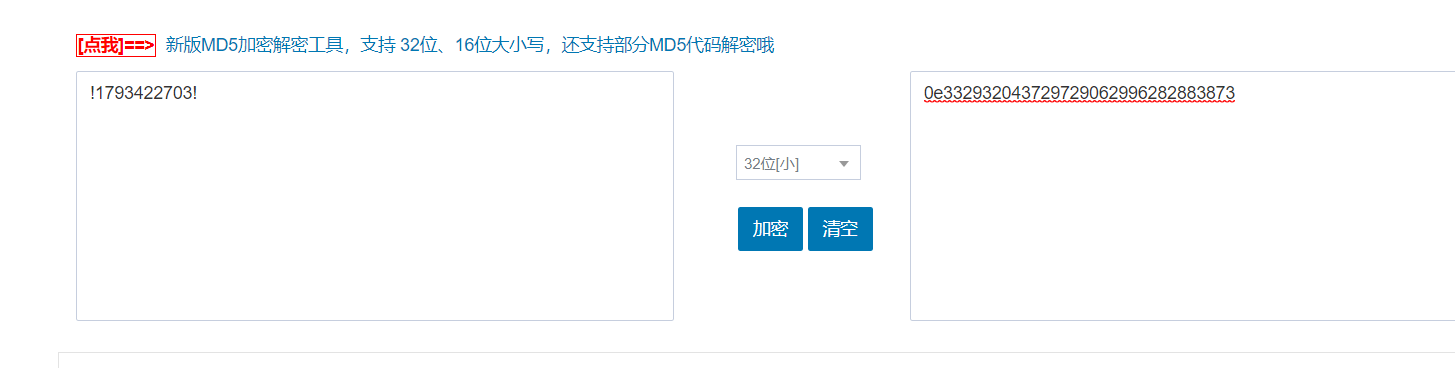 [点我]==> 新版MD5加密解密工具，支持 32位、16位大小写，还支持部分MD5代码解密哦
!1793422703!
0e332932043729729062996282883873
32位[小]
加密 清空